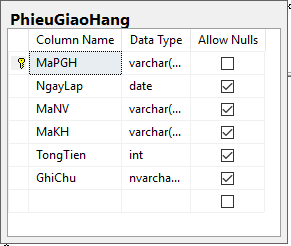 PhieuGiaoHang
Column Name Data Type Allow Nulls
MaPGH varchar(...
NgayLap date
MaNV varchar(...
MaKH varchar(...
TongTien int
GhiChu nvarcha...